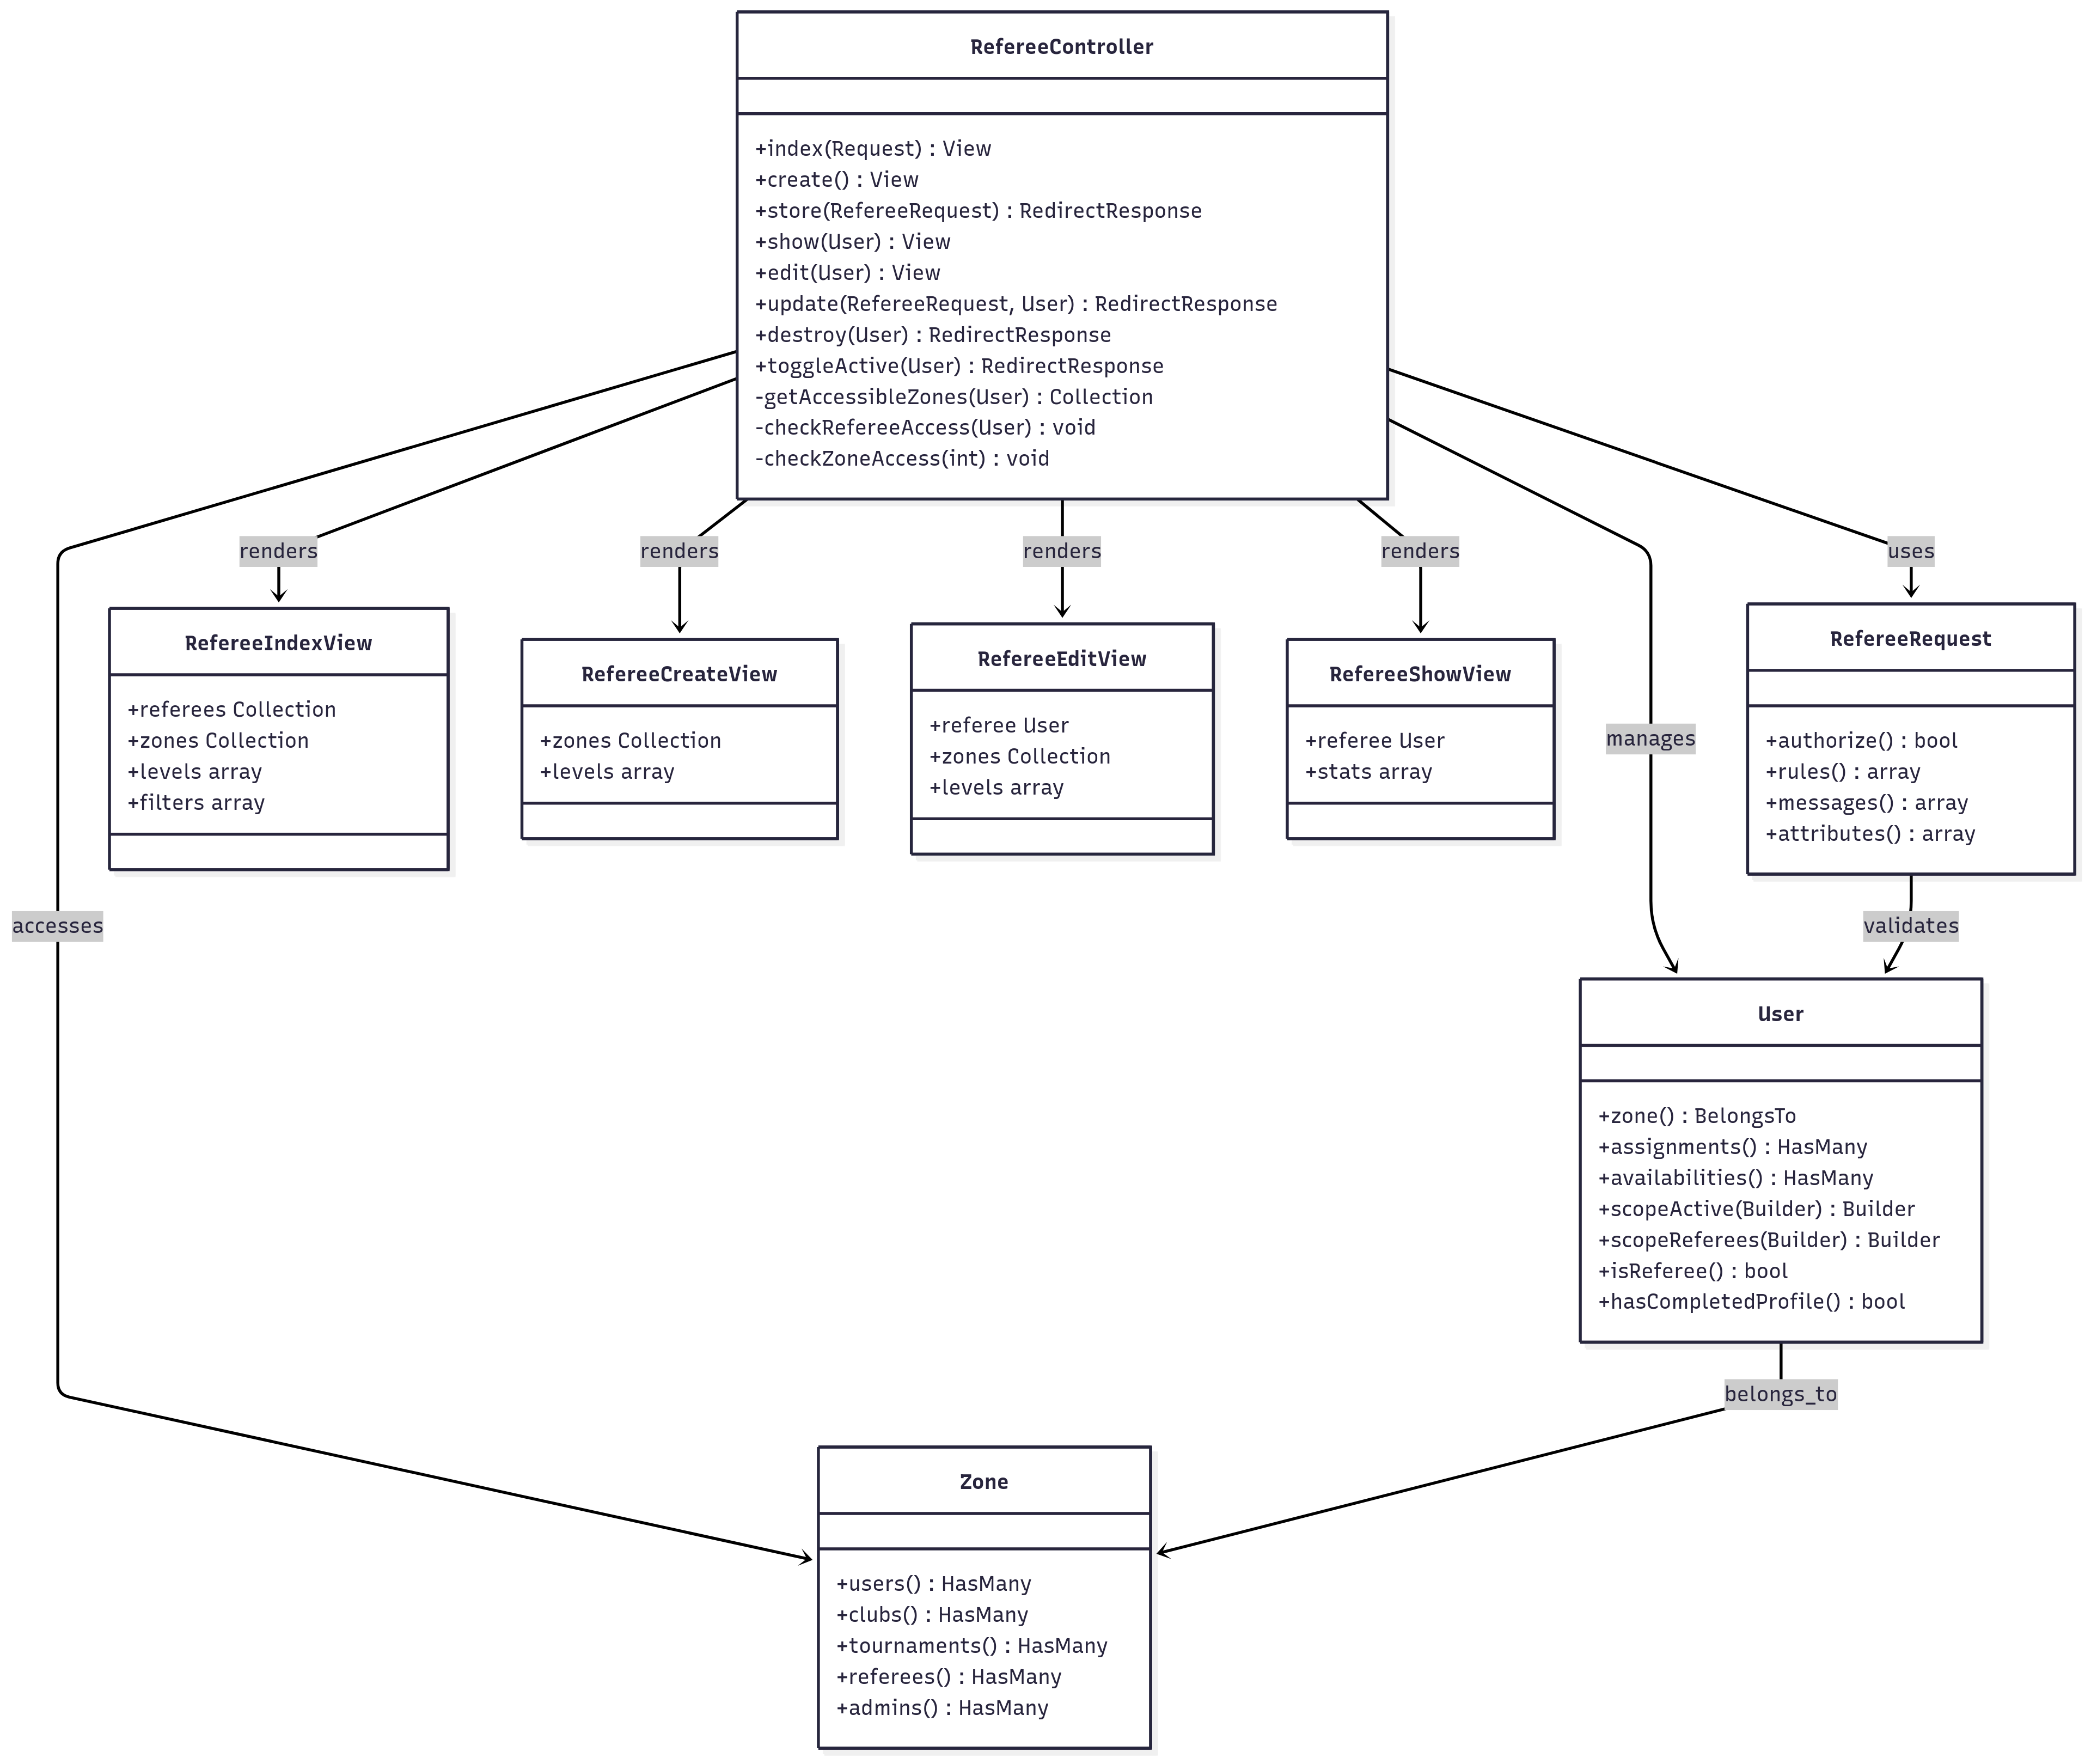 RefereeController
+index(Request) : View
+create() : View
+store(RefereeRequest) : RedirectResponse
+show(User) : View
+edit(User) : View
+update(RefereeRequest, User) : RedirectResponse
+destroy(User) : RedirectResponse
+toggleActive(User) : RedirectResponse
-getAccessibleZones(User) : Collection
-checkRefereeAccess(User) : void
-checkZoneAccess(int) : void
renders
renders
renders
renders
uses
RefereeIndexView
+referees Collection
+zones Collection
+levels array
+filters array
RefereeCreateView
+zones Collection
+levels array
RefereeEditView
+referee User
+zones Collection
+levels array
RefereeShowView
+referee User
+stats array
manages
RefereeRequest
+authorize() : bool
+rules() : array
+messages() : array
+attributes() : array
accesses
validates
User
+zone() : BelongsTo
+assignments() : HasMany
+availabilities() : HasMany
+scopeActive(Builder) : Builder
+scopeReferees(Builder) : Builder
+isReferee() : bool
+hasCompletedProfile() : bool
belongs_to
Zone
+users() : HasMany
+clubs() : HasMany
+tournaments() : HasMany
+referees() : HasMany
+admins() : HasMany